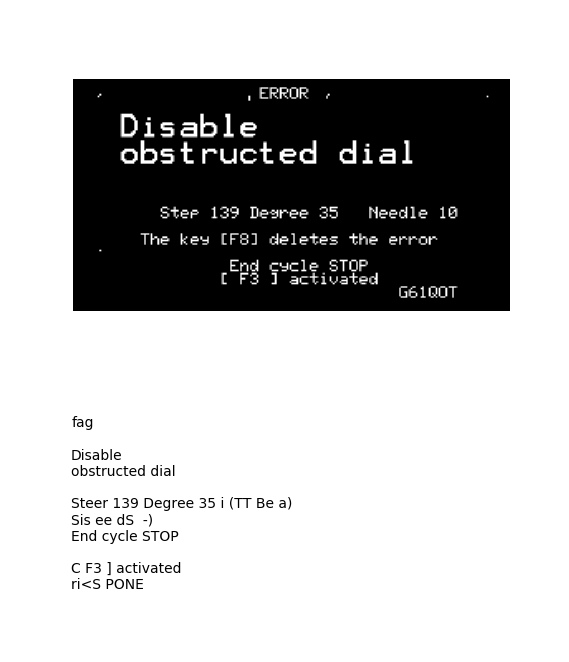 ERROR
Disable
obstructed dial
Step 139 Degree 35 Needle 10
The key [F8] deletes the error
End cycle STOP
[ F3 ] activated
G61QOT
fag
Disable
obstructed dial
Steer 139 Degree 35 i (TT Be a)
Sis ee dS -)
End cycle STOP
C F3 ] activated
ri<S PONE